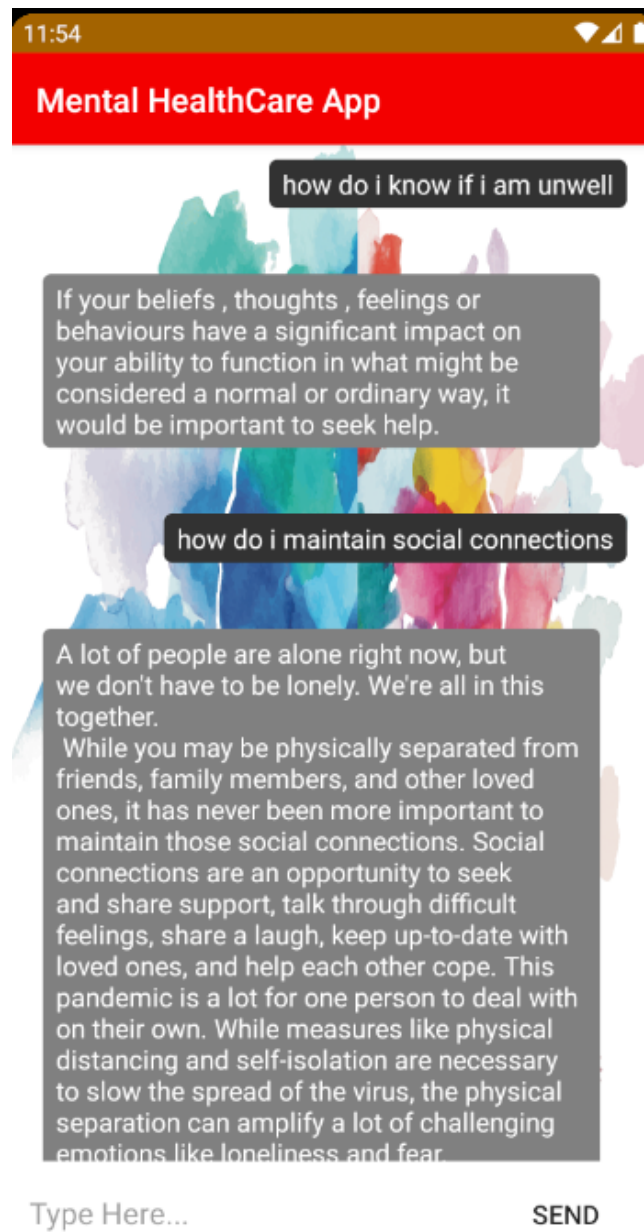 11:54
Mental HealthCare App
how do i know if i am unwell
If your beliefs , thoughts , feelings or
behaviours have a significant impact on
your ability to function in what might be
considered a normal or ordinary way, it
would be important to seek help.
how do i maintain social connections
A lot of people are alone right now, but
we don't have to be lonely. We're all in this
together.
While you may be physically separated from
friends, family members, and other loved
ones, it has never been more important to
maintain those social connections. Social
connections are an opportunity to seek
and share support, talk through difficult
feelings, share a laugh, keep up-to-date with
loved ones, and help each other cope. This
pandemic is a lot for one person to deal with
on their own. While measures like physical
distancing and self-isolation are necessary
to slow the spread of the virus, the physical
separation can amplify a lot of challenging
emotions like loneliness and fear.
Type Here...
SEND